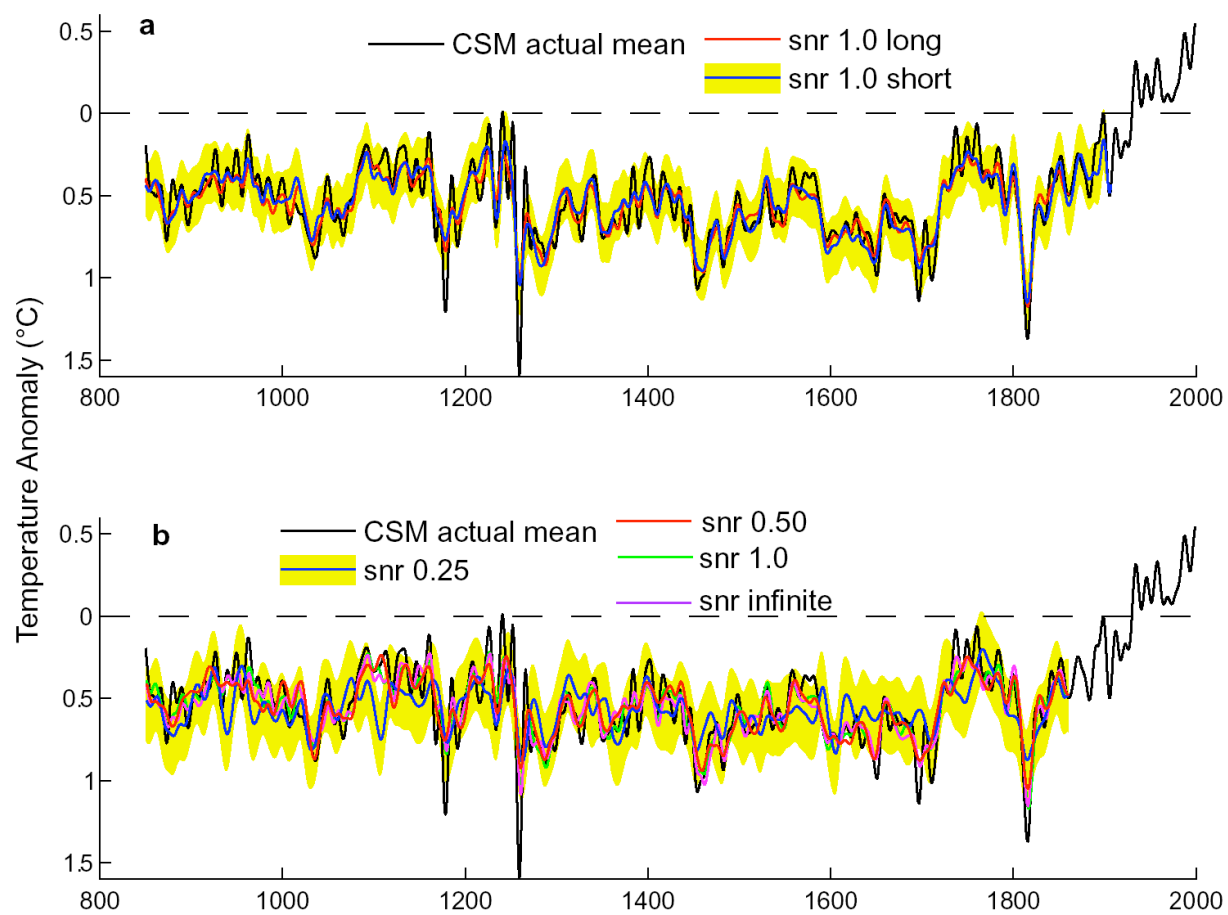 a
CSM actual mean
snr 1.0 long
snr 1.0 short
0.5
0
0.5
1
1.5
800 1000 1200 1400 1600 1800 2000
Temperature Anomaly (°C)
b
CSM actual mean
snr 0.25
snr 0.50
snr 1.0
snr infinite
0.5
0
0.5
1
1.5
800 1000 1200 1400 1600 1800 2000